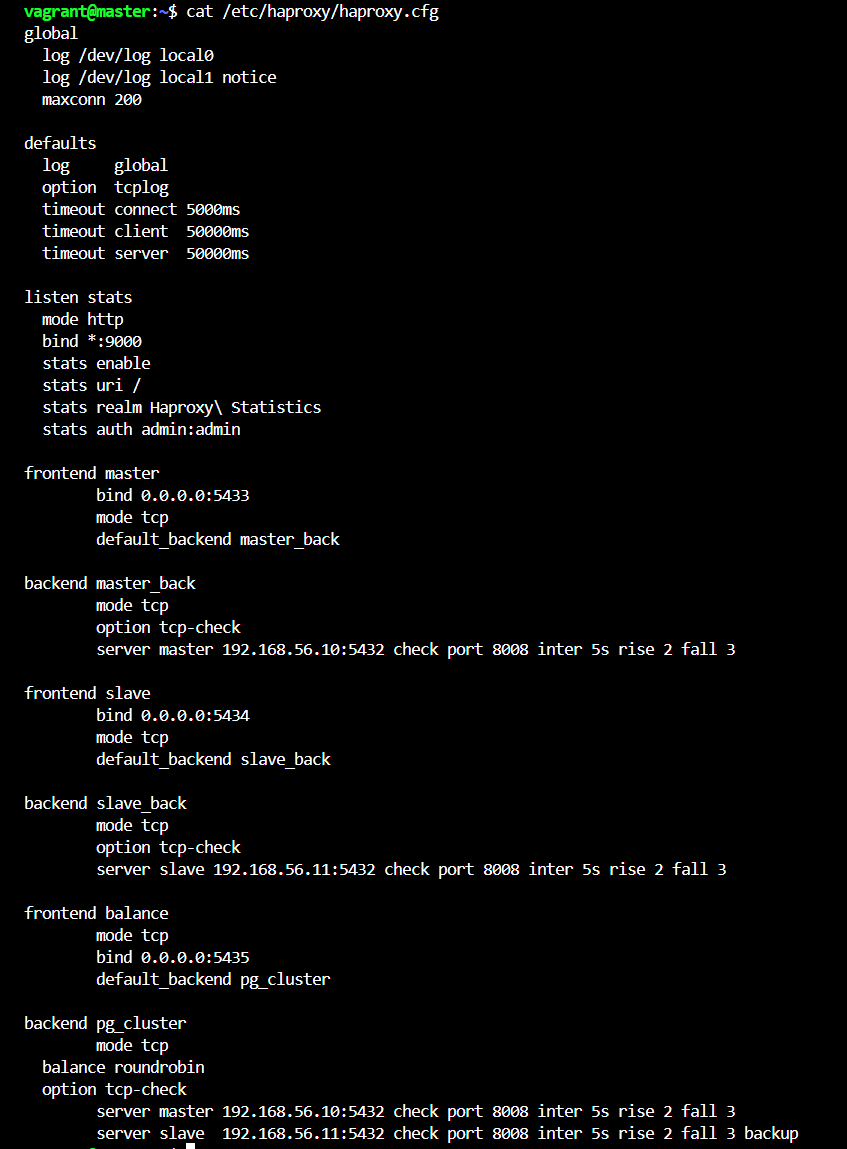 vagrant@master:~$ cat /etc/haproxy/haproxy.cfg
global
  log /dev/log local0
  log /dev/log local1 notice
  maxconn 200

defaults
  log     global
  option  tcplog
  timeout connect 5000ms
  timeout client  50000ms
  timeout server  50000ms

listen stats
  mode http
  bind *:9000
  stats enable
  stats uri /
  stats realm Haproxy\ Statistics
  stats auth admin:admin

frontend master
        bind 0.0.0.0:5433
        mode tcp
        default_backend master_back

backend master_back
        mode tcp
        option tcp-check
        server master 192.168.56.10:5432 check port 8008 inter 5s rise 2 fall 3

frontend slave
        bind 0.0.0.0:5434
        mode tcp
        default_backend slave_back

backend slave_back
        mode tcp
        option tcp-check
        server slave 192.168.56.11:5432 check port 8008 inter 5s rise 2 fall 3

frontend balance
        mode tcp
        bind 0.0.0.0:5435
        default_backend pg_cluster

backend pg_cluster
        mode tcp
  balance roundrobin
  option tcp-check
        server master 192.168.56.10:5432 check port 8008 inter 5s rise 2 fall 3
        server slave  192.168.56.11:5432 check port 8008 inter 5s rise 2 fall 3 backup